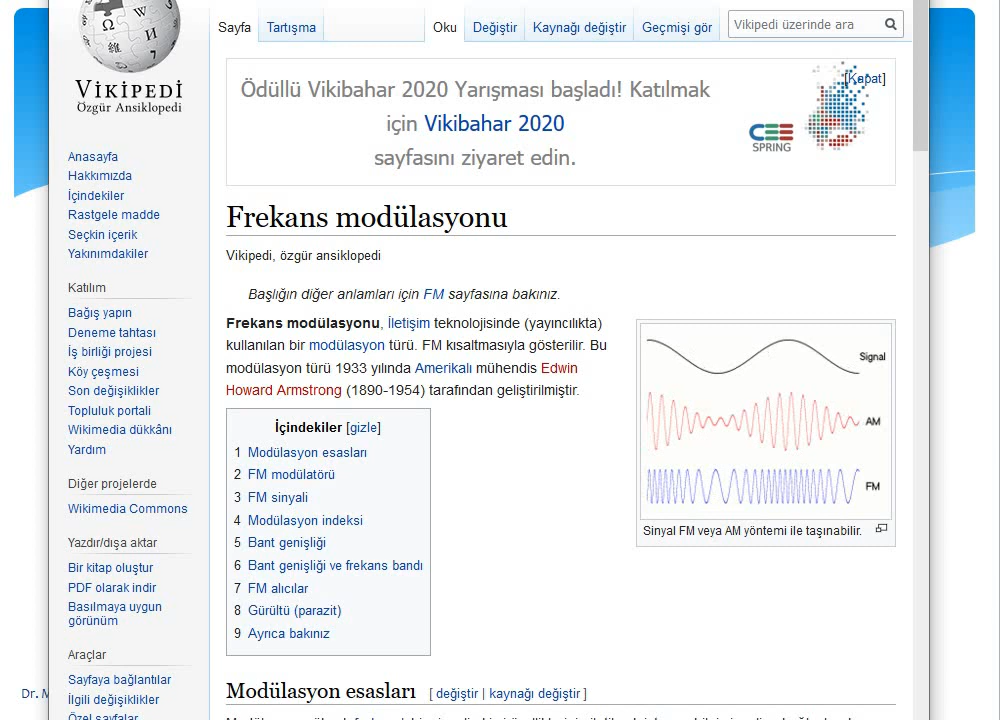 VİKİPEDİ
Özgür Ansiklopedi
Sayfa
Tartışma
Oku
Değiştir
Kaynağı değiştir
Geçmişi gör
Vikipedi üzerinde ara
[Kapat]
Ödüllü Vikibahar 2020 Yarışması başladı! Katılmak
için Vikibahar 2020
sayfasını ziyaret edin.
CEE
SPRING
Anasayfa
Hakkımızda
İçindekiler
Rastgele madde
Seçkin içerik
Yakınımdakiler
Katılım
Bağış yapın
Deneme tahtası
İş birliği projesi
Köy çeşmesi
Son değişiklikler
Topluluk portali
Wikimedia dükkânı
Yardım
Diğer projelerde
Wikimedia Commons
Yazdır/dışa aktar
Bir kitap oluştur
PDF olarak indir
Basılmaya uygun
görünüm
Araçlar
Sayfaya bağlantılar
İlgili değişiklikler
Özel sayfalar
Frekans modülasyonu
Vikipedi, özgür ansiklopedi
Başlığın diğer anlamları için FM sayfasına bakınız.
Frekans modülasyonu, İletişim teknolojisinde (yayıncılıkta)
kullanılan bir modülasyon türü. FM kısaltmasıyla gösterilir. Bu
modülasyon türü 1933 yılında Amerikalı mühendis Edwin
Howard Armstrong (1890-1954) tarafından geliştirilmiştir.
Signal
AM
FM
Sinyal FM veya AM yöntemi ile taşınabilir.
İçindekiler [gizle]
1 Modülasyon esasları
2 FM modülatörü
3 FM sinyali
4 Modülasyon indeksi
5 Bant genişliği
6 Bant genişliği ve frekans bandı
7 FM alıcılar
8 Gürültü (parazit)
9 Ayrıca bakınız
Modülasyon esasları [ değiştir | kaynağı değiştir ]
Dr. M